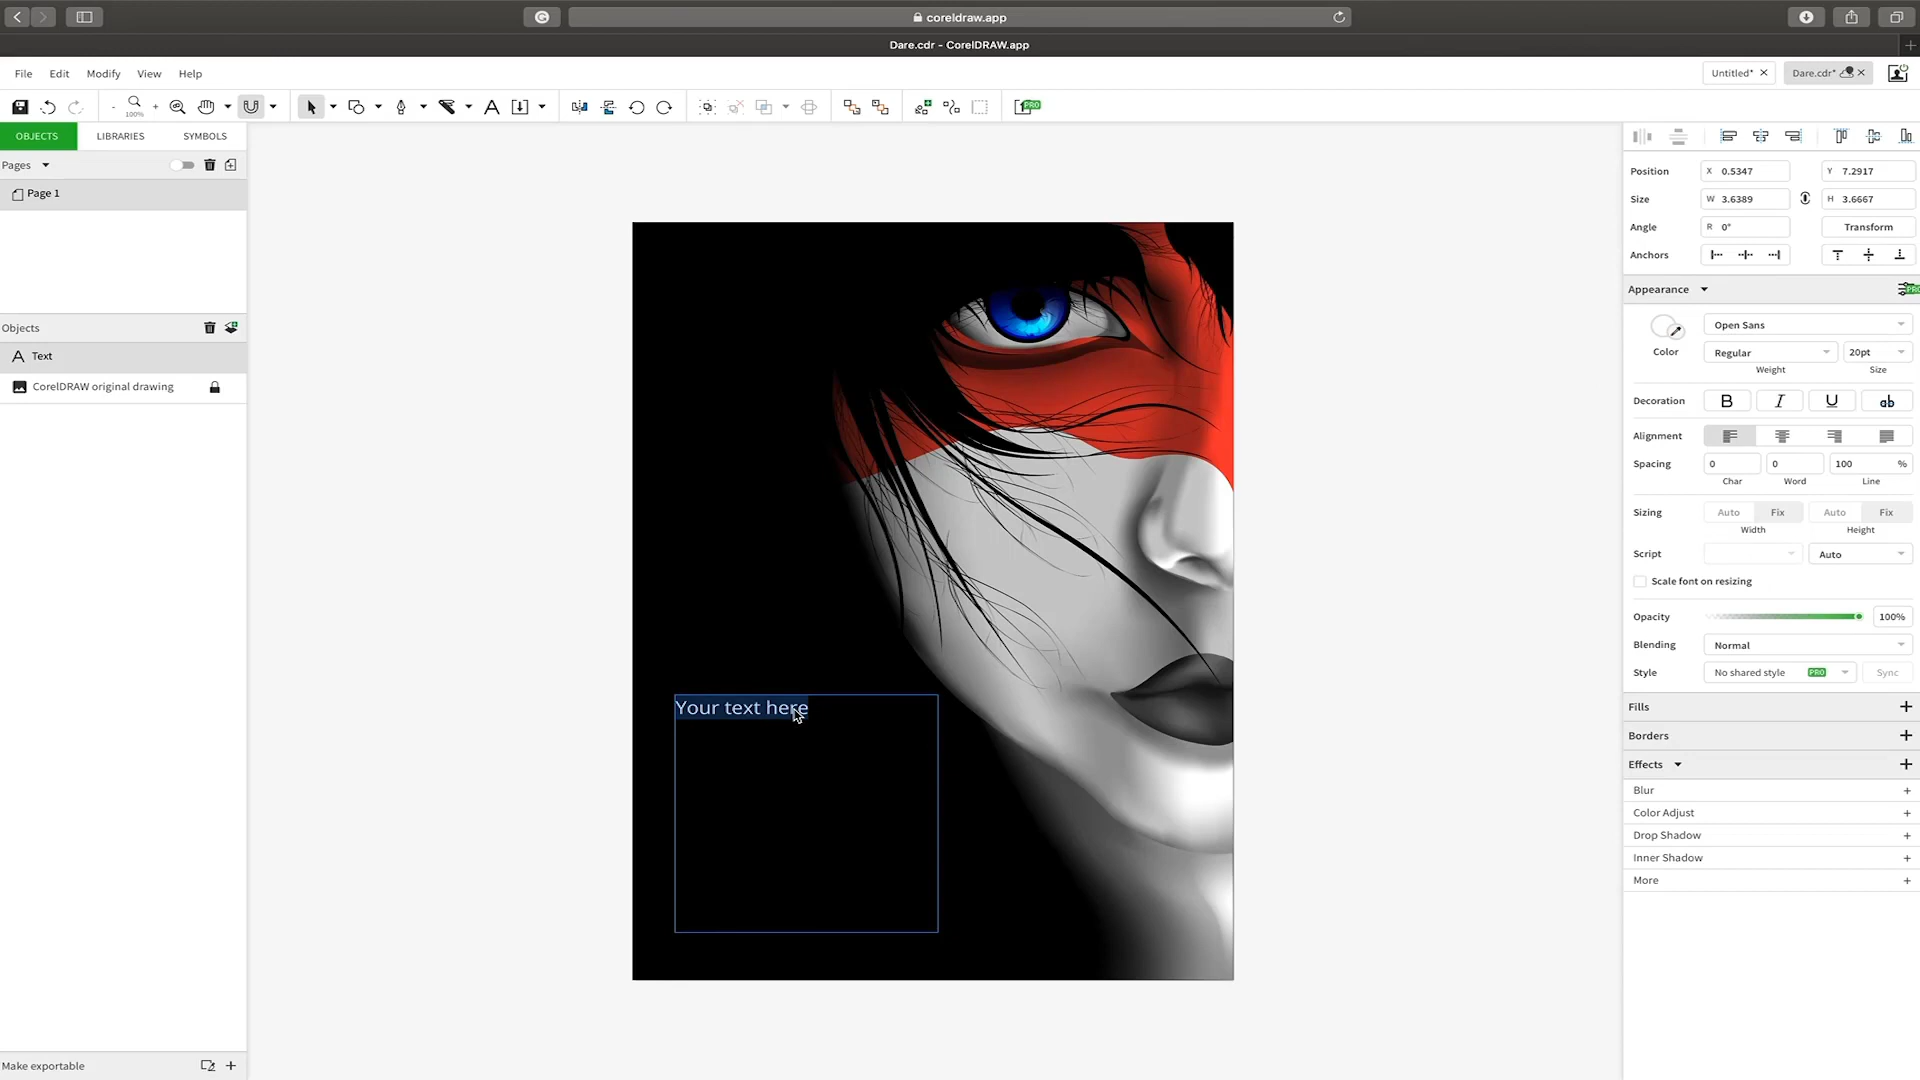 coreldraw.app
Dare.cdr - CorelDRAW.app
File Edit Modify View Help
Untitled* Dare.cdr*
100%
PRO
OBJECTS LIBRARIES SYMBOLS
Pages
Page 1
Objects
Text
CorelDRAW original drawing
Make exportable
Your text here
Position X 0.5347 Y 7.2917
Size W 3.6389 H 3.6667
Angle R 0° Transform
Anchors
Appearance PRO
Open Sans
Color Regular 20pt
Weight Size
Decoration B I U ab
Alignment
Spacing 0 0 100 %
Char Word Line
Sizing Auto Fix Auto Fix
Width Height
Script Auto
Scale font on resizing
Opacity 100%
Blending Normal
Style No shared style PRO Sync
Fills
Borders
Effects
Blur
Color Adjust
Drop Shadow
Inner Shadow
More